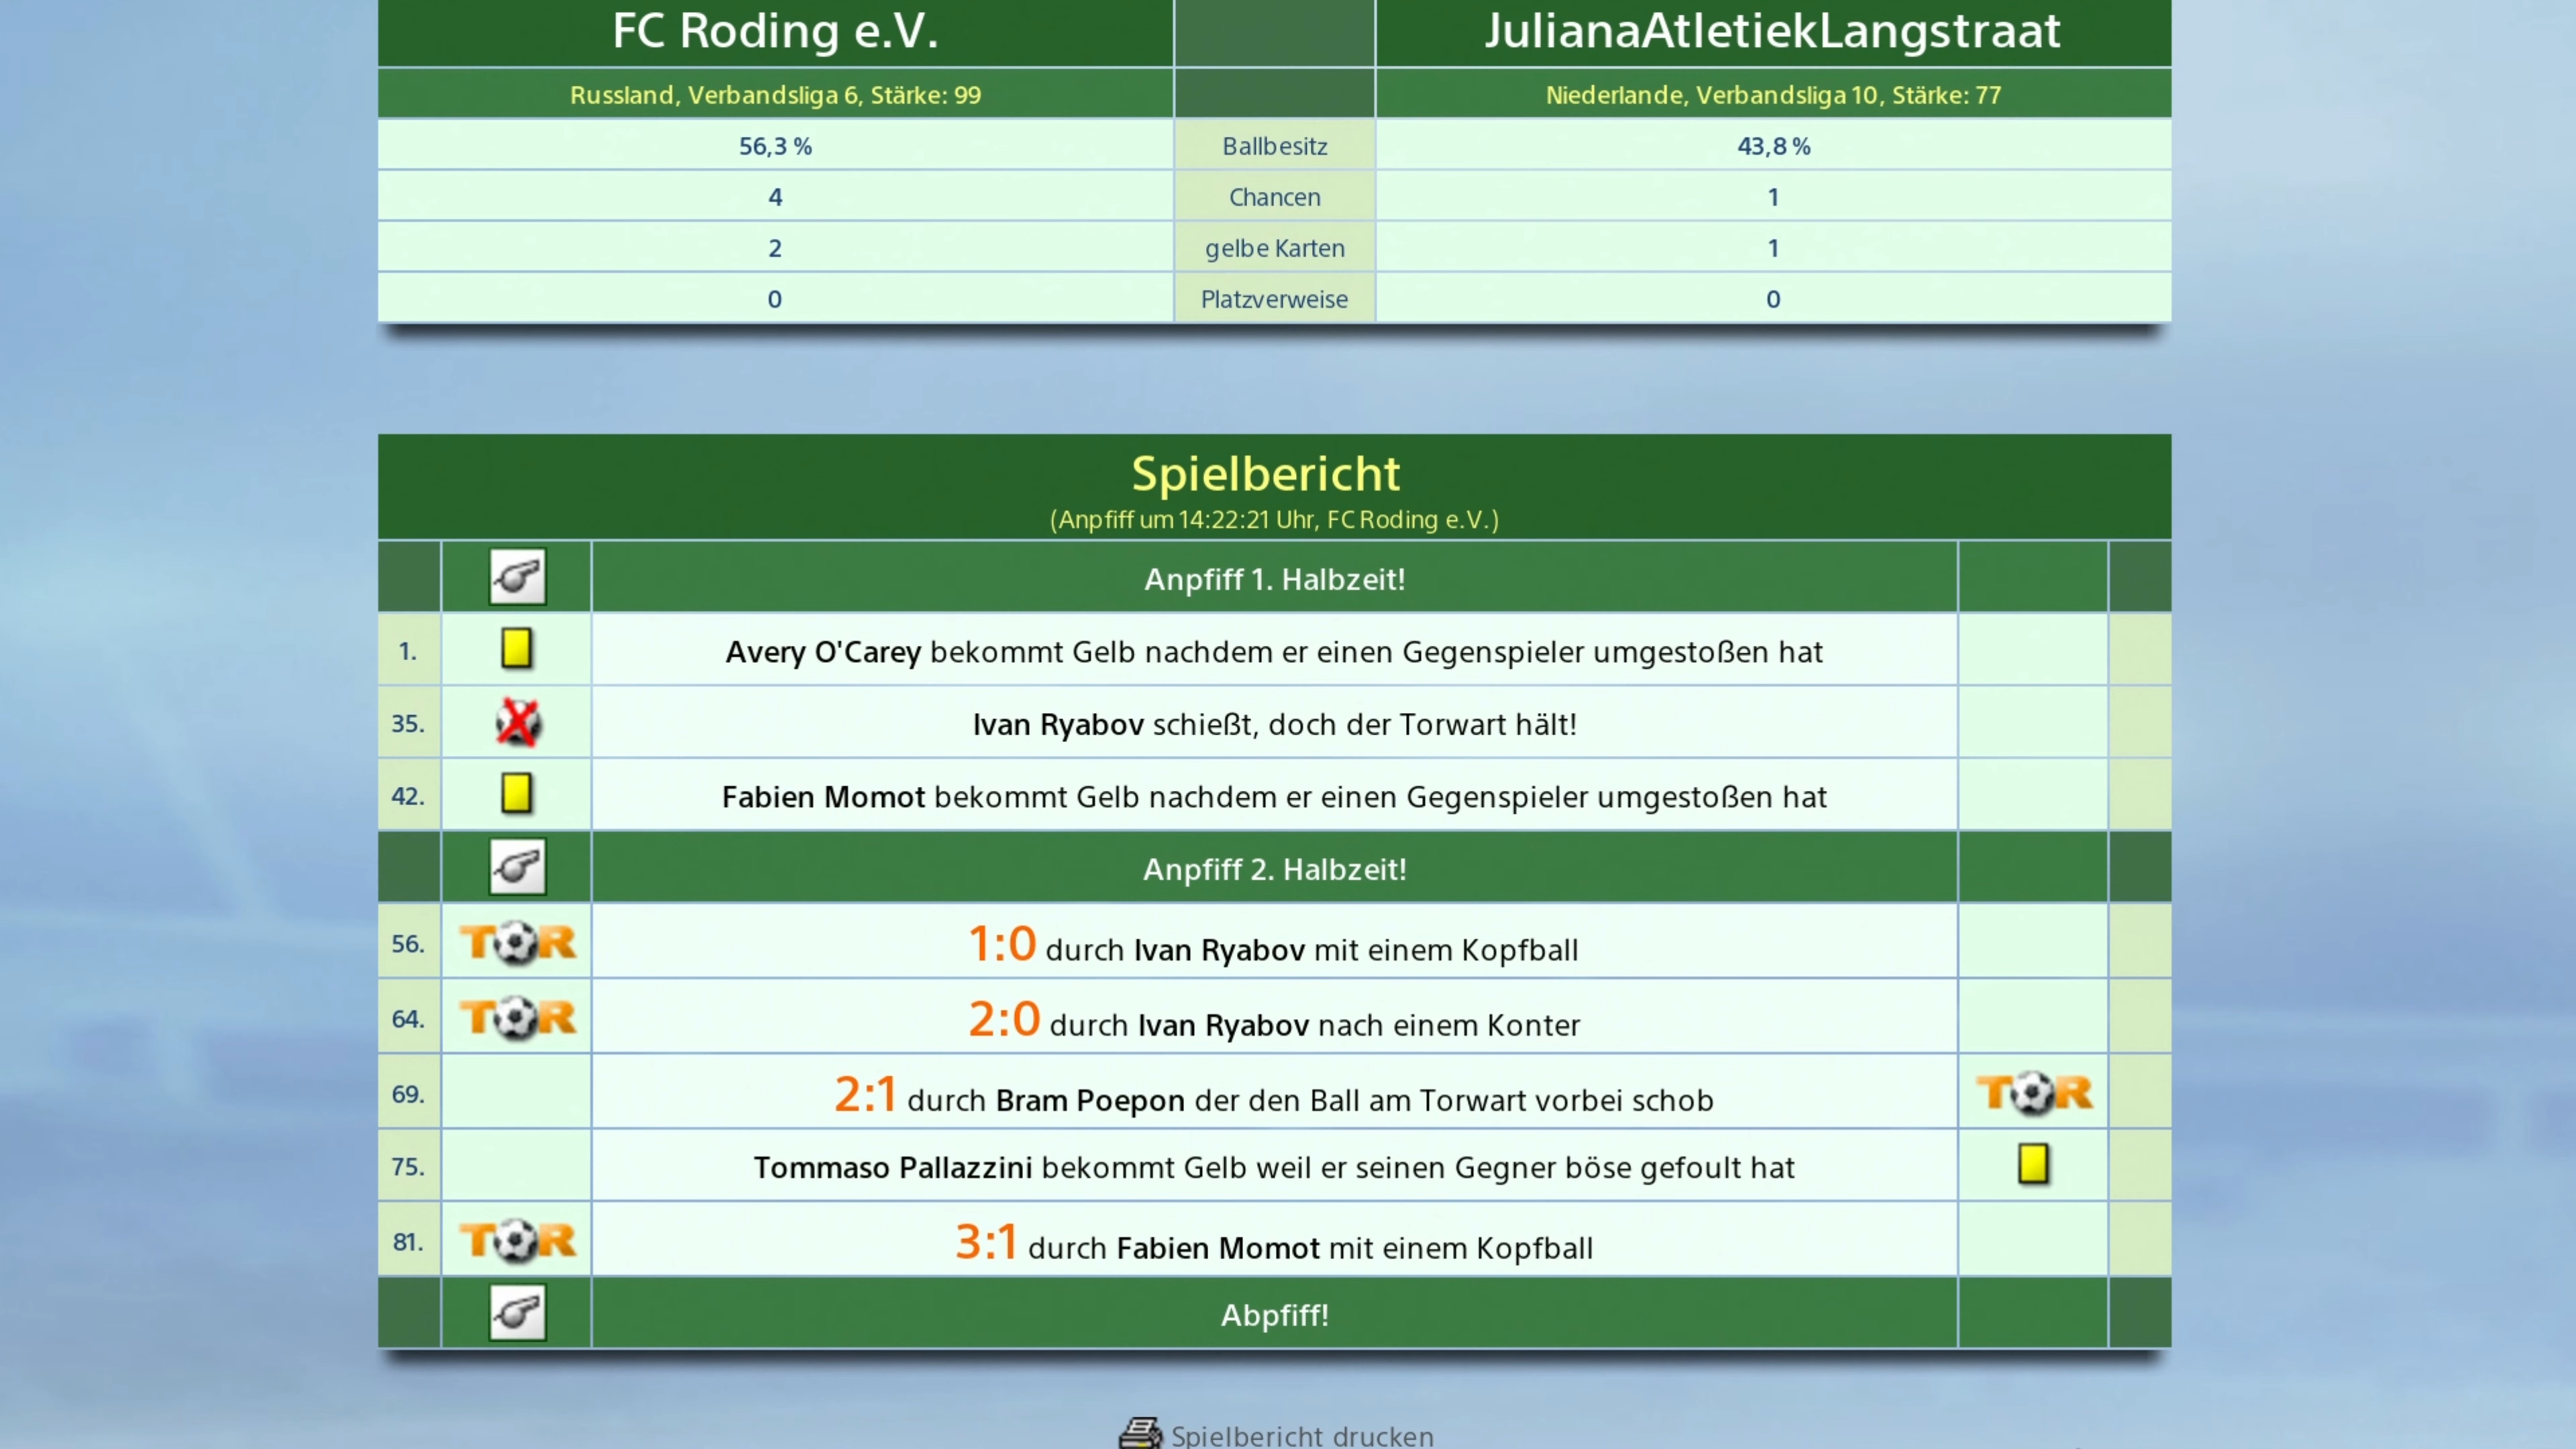 FC Roding e.V. JulianaAtletiekLangstraat
Russland, Verbandsliga 6, Stärke: 99 Niederlande, Verbandsliga 10, Stärke: 77
56,3 % Ballbesitz 43,8 %
4 Chancen 1
2 gelbe Karten 1
0 Platzverweise 0
Spielbericht
(Anpfiff um 14:22:21 Uhr, FC Roding e.V.)
Anpfiff 1. Halbzeit!
1. Avery O'Carey bekommt Gelb nachdem er einen Gegenspieler umgestoßen hat
35. Ivan Ryabov schießt, doch der Torwart hält!
42. Fabien Momot bekommt Gelb nachdem er einen Gegenspieler umgestoßen hat
Anpfiff 2. Halbzeit!
56. TOR 1:0 durch Ivan Ryabov mit einem Kopfball
64. TOR 2:0 durch Ivan Ryabov nach einem Konter
69. 2:1 durch Bram Poepon der den Ball am Torwart vorbei schob TOR
75. Tommaso Pallazzini bekommt Gelb weil er seinen Gegner böse gefoult hat
81. TOR 3:1 durch Fabien Momot mit einem Kopfball
Abpfiff!
Spielbericht drucken